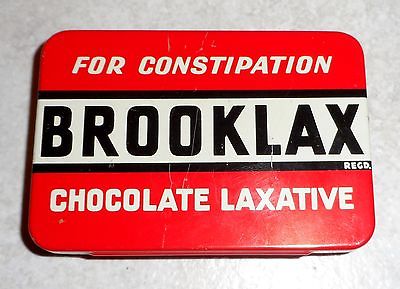 FOR CONSTIPATION
BROOKLAX
REGD.
CHOCOLATE LAXATIVE